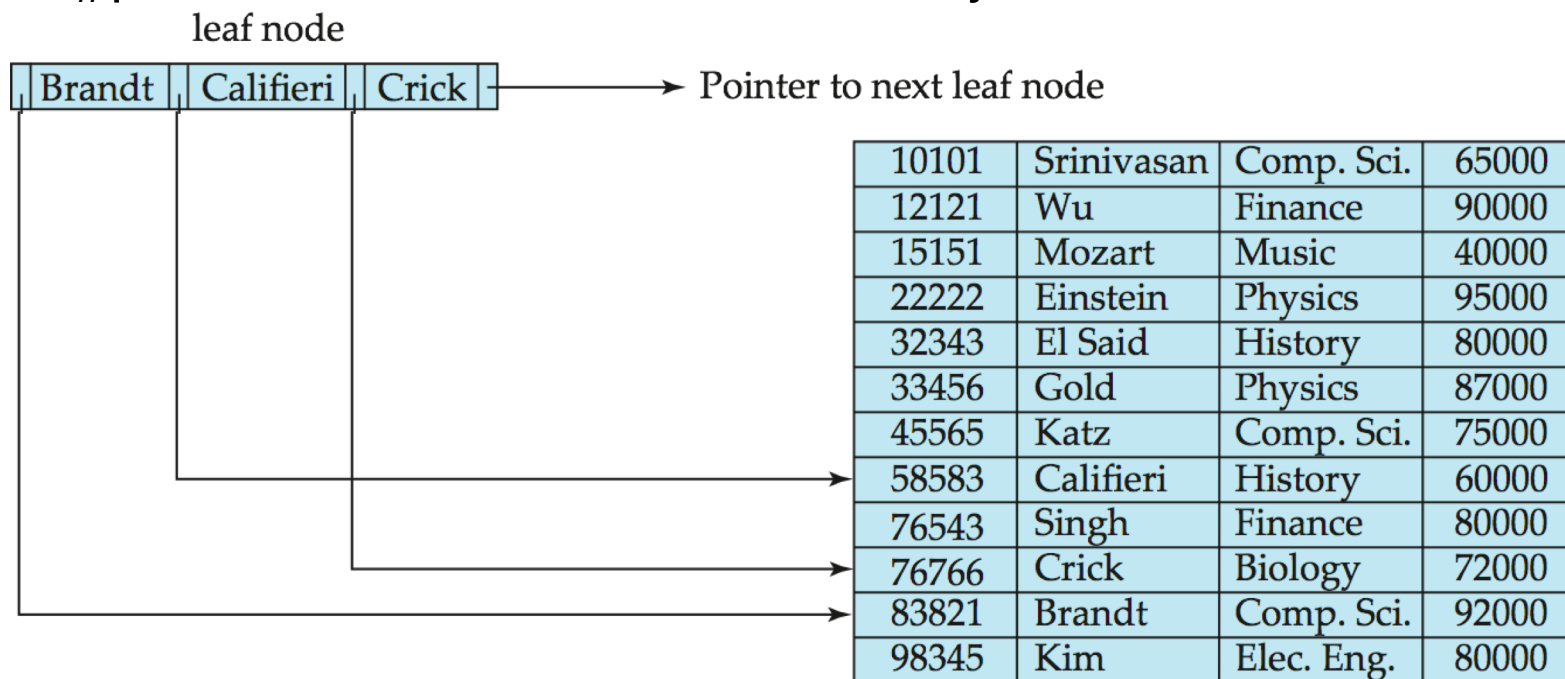 leaf node
Brandt Califieri Crick Pointer to next leaf node
10101 Srinivasan Comp. Sci. 65000
12121 Wu Finance 90000
15151 Mozart Music 40000
22222 Einstein Physics 95000
32343 El Said History 80000
33456 Gold Physics 87000
45565 Katz Comp. Sci. 75000
58583 Califieri History 60000
76543 Singh Finance 80000
76766 Crick Biology 72000
83821 Brandt Comp. Sci. 92000
98345 Kim Elec. Eng. 80000